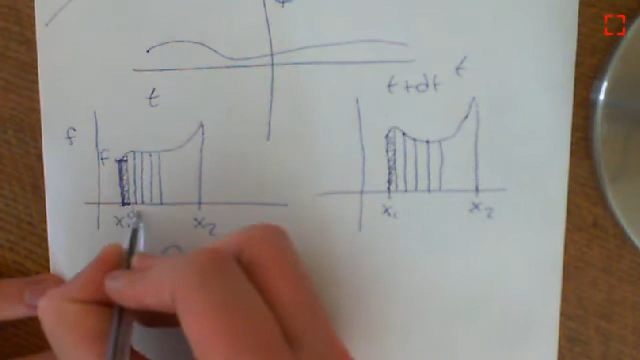 t
t+dt
t
f
f
x₁
x₂
x₁
x₂